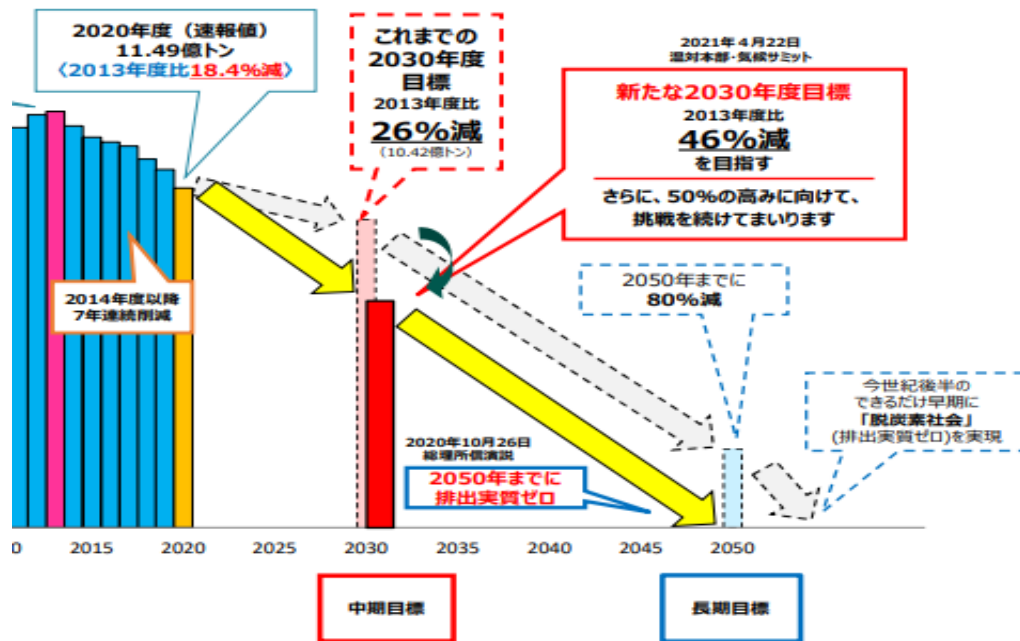 2020年度（速報値）
11.49億トン
〈2013年度比18.4%減〉
これまでの
2030年度
目標
2013年度比
26%減
(10.42億トン)
2021年４月22日
温対本部・気候サミット
新たな2030年度目標
2013年度比
46%減
を目指す
さらに、50%の高みに向けて、
挑戦を続けてまいります
2014年度以降
7年連続削減
2050年までに
80%減
今世紀後半の
できるだけ早期に
「脱炭素社会」
(排出実質ゼロ)を実現
2020年10月26日
総理所信演説
2050年までに
排出実質ゼロ
0 2015 2020 2025 2030 2035 2040 2045 2050
中期目標
長期目標